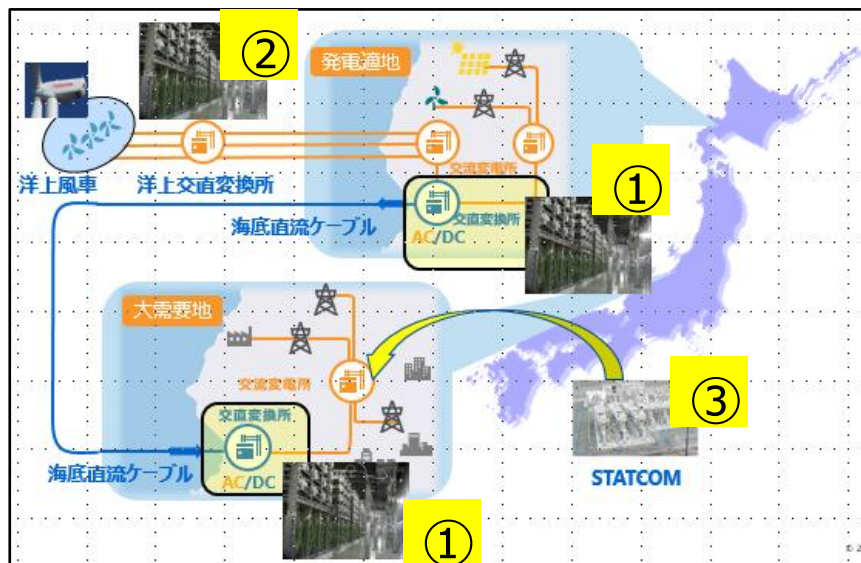 ②
発電適地
洋上風車
洋上交直変換所
交流変電所
①
海底直流ケーブル
交直変換所
AC/DC
大需要地
交流変電所
③
交直変換所
STATCOM
海底直流ケーブル
AC/DC
①
© 2